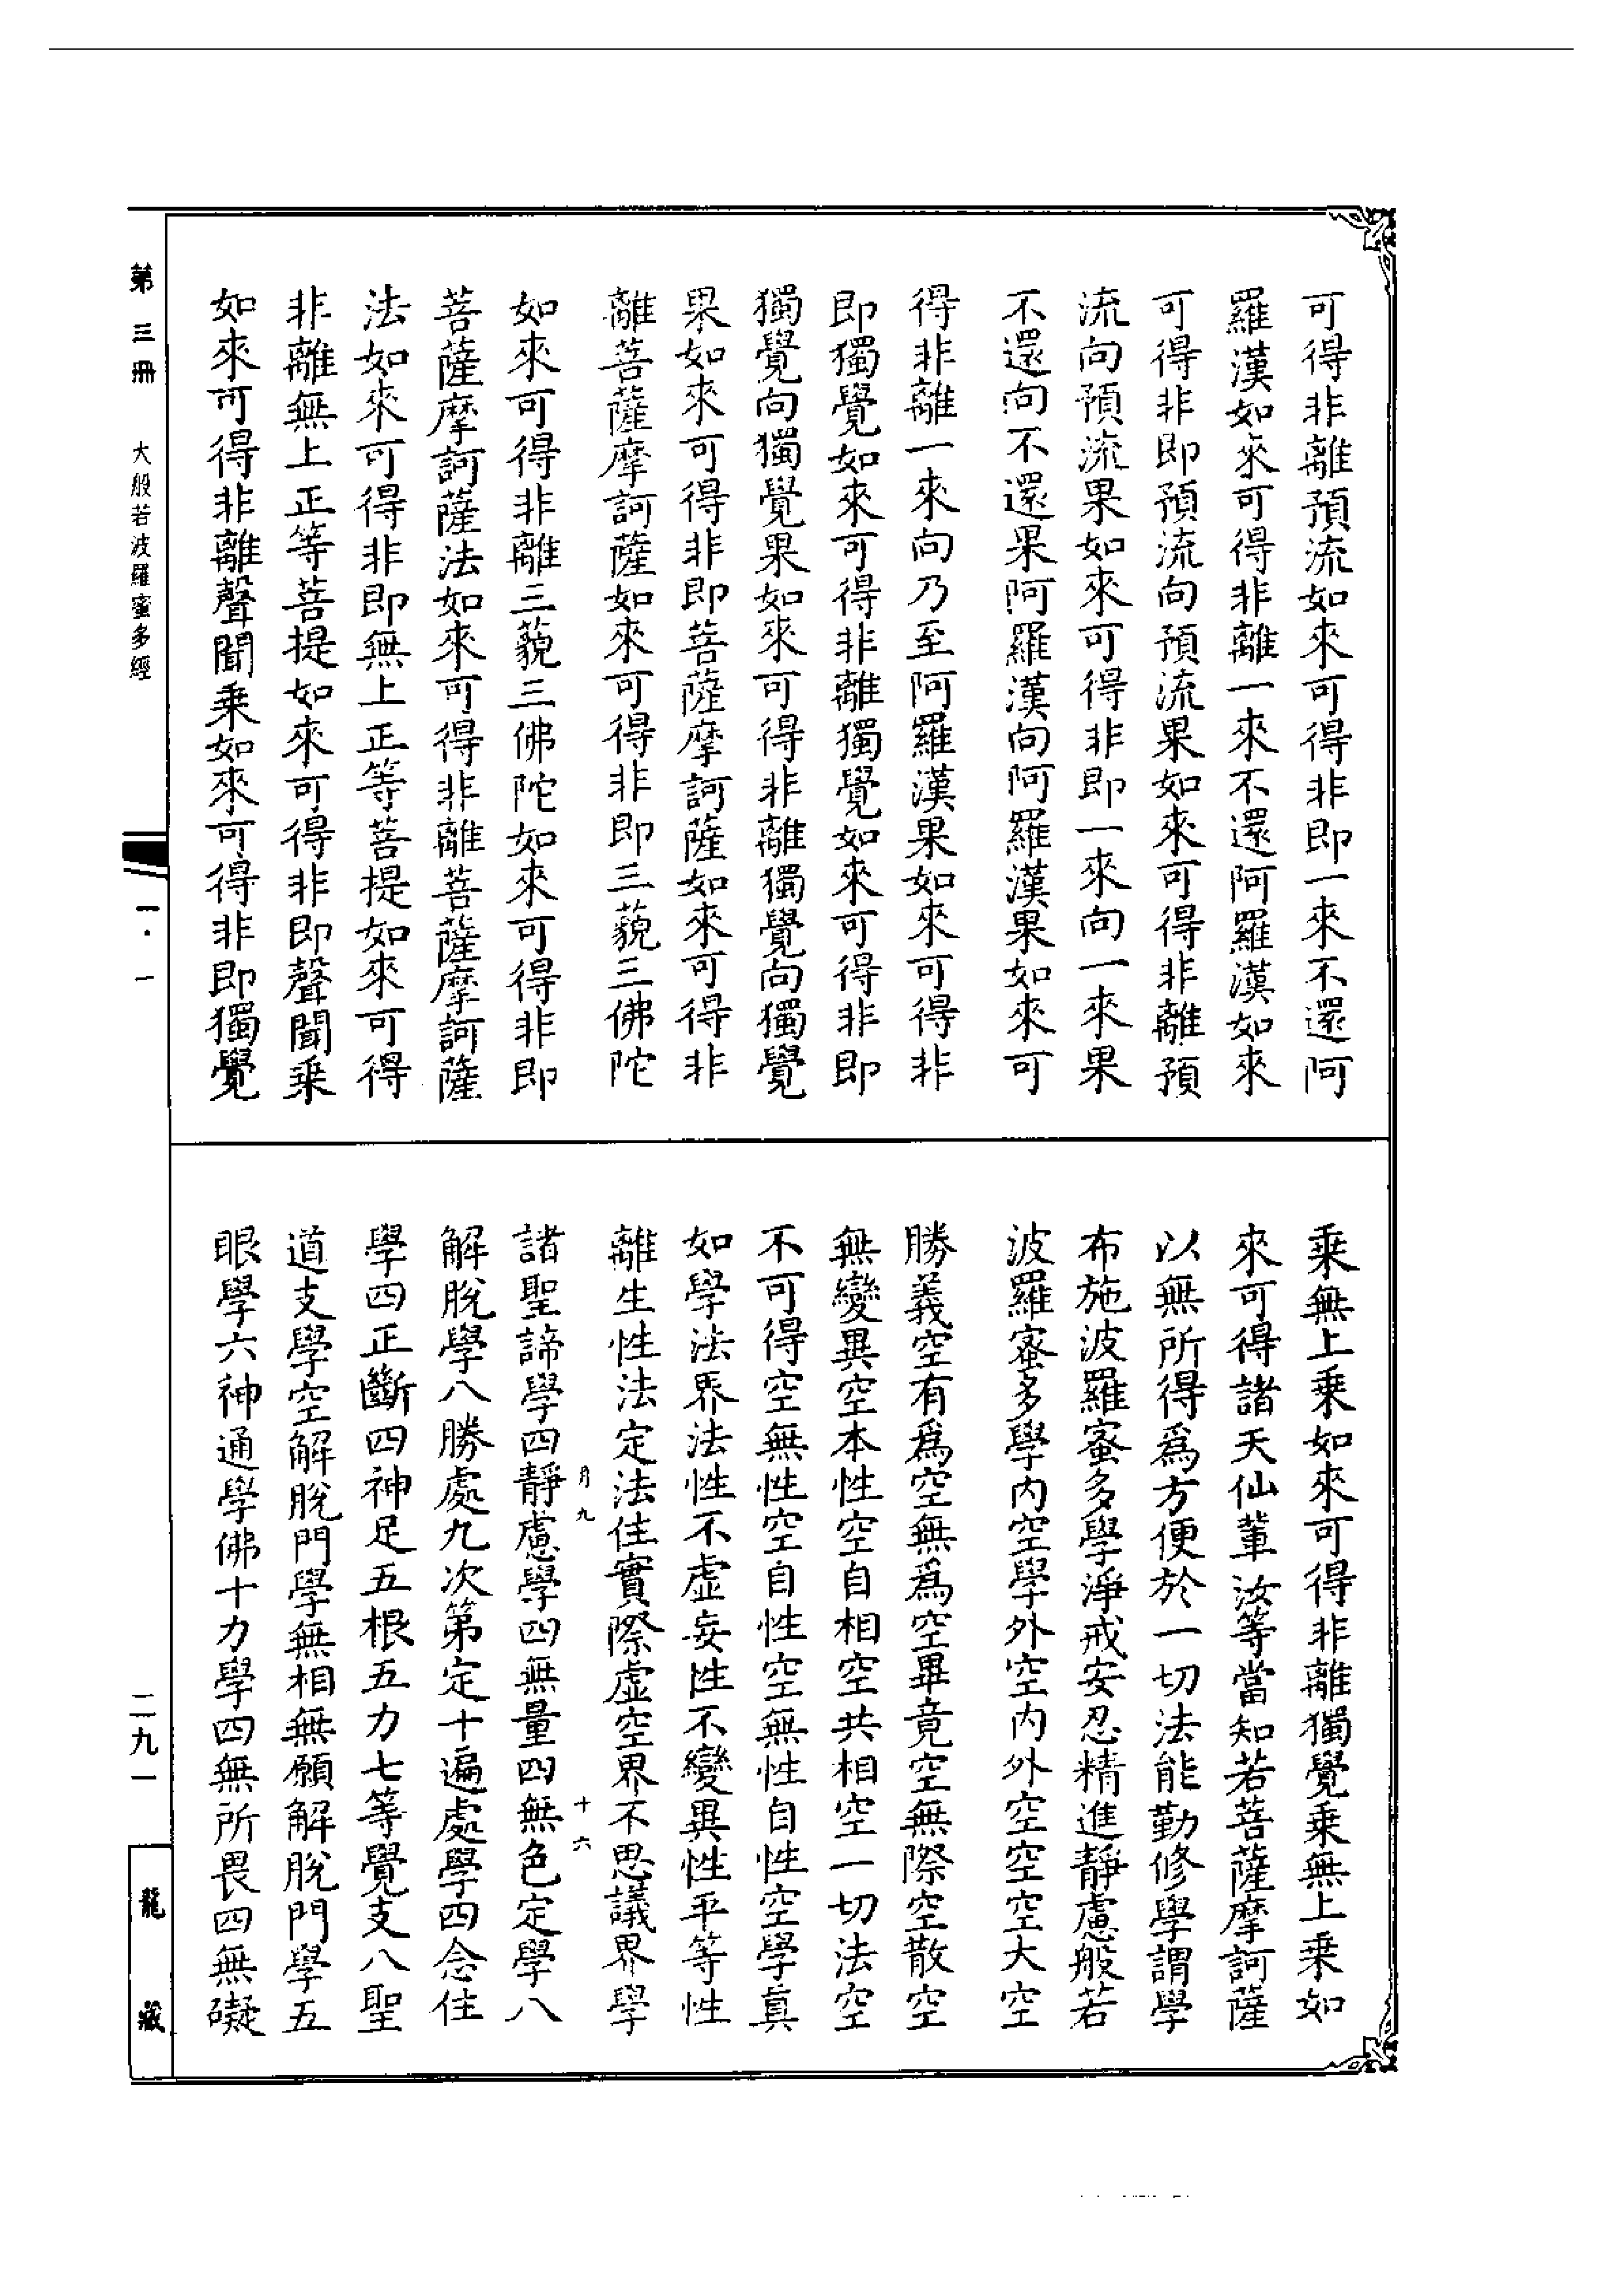 可得非離預流如來可得非即一來不還阿
羅漢如來可得非離一來不還阿羅漢如來
可得非即預流向預流果如來可得非離預
流向預流果如來可得非即一來向一來果
不還向不還果阿羅漢向阿羅漢果如來可
得非離一來向乃至阿羅漢果如來可得非
即獨覺如來可得非離獨覺如來可得非即
獨覺向獨覺果如來可得非離獨覺向獨覺
果如來可得非即菩薩摩訶薩如來可得非
離菩薩摩訶薩如來可得非即三藐三佛陀
如來可得非離三藐三佛陀如來可得非即
菩薩摩訶薩法如來可得非離菩薩摩訶薩
法如來可得非即無上正等菩提如來可得
非離無上正等菩提如來可得非即聲聞乘
如來可得非離聲聞乘如來可得非即獨覺
乘無上乘如來可得非離獨覺乘無上乘如
來可得諸天仙輩汝等當知若菩薩摩訶薩
以無所得爲方便於一切法能勤修學謂學
布施波羅蜜多學淨戒安忍精進靜慮般若
波羅蜜多學內空學外空內外空空空大空
勝義空有爲空無爲空畢竟空無際空散空
無變異空本性空自相空共相空一切法空
不可得空無性空自性空無性自性空學真
如學法界法性不虛妄性不變異性平等性
離生性法定法住實際虛空界不思議界學
月九 十六
諸聖諦學四靜慮學四無量四無色定學八
解脫學八勝處九次第定十遍處學四念住
學四正斷四神足五根五力七等覺支八聖
道支學空解脫門學無相無願解脫門學五
眼學六神通學佛十力學四無所畏四無礙
第三冊 大般若波羅蜜多經
一·一
二九一
龍藏